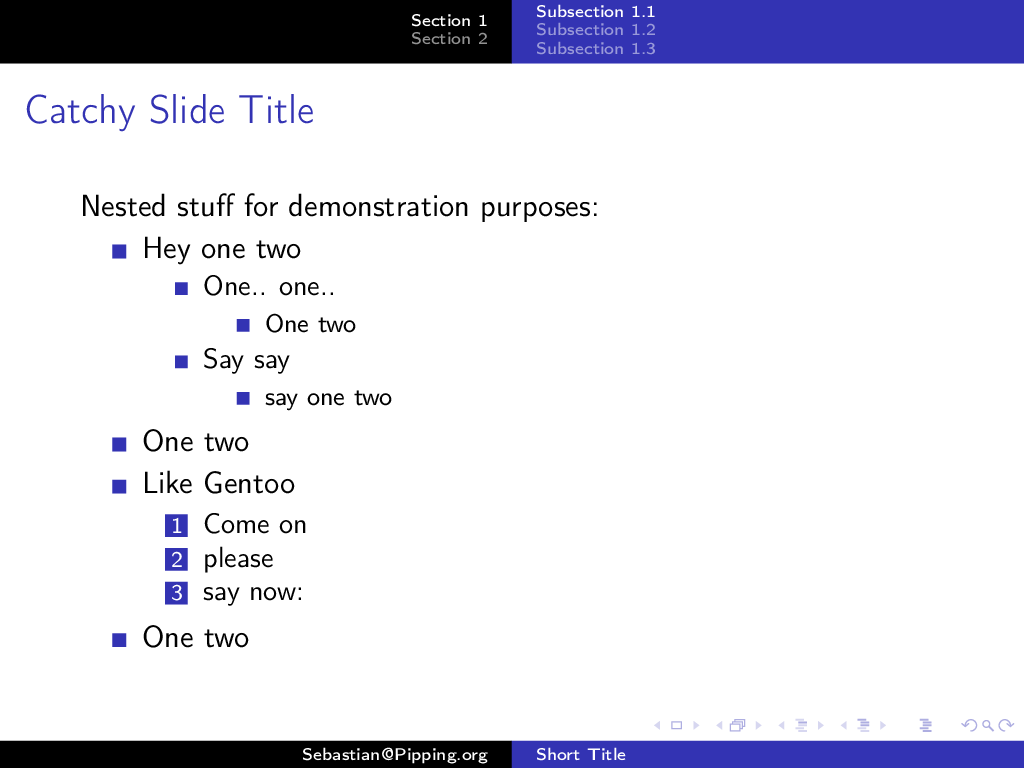 Section 1
Section 2
Subsection 1.1
Subsection 1.2
Subsection 1.3
Catchy Slide Title
Nested stuff for demonstration purposes:
Hey one two
One.. one..
One two
Say say
say one two
One two
Like Gentoo
1 Come on
2 please
3 say now:
One two
Sebastian@Pipping.org
Short Title